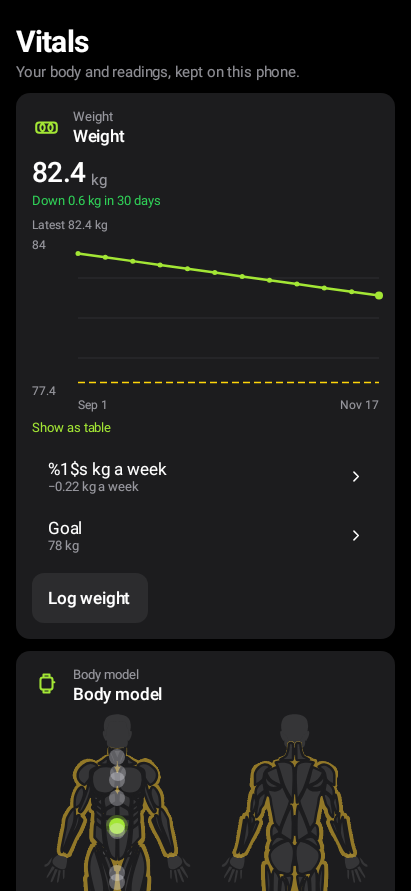 Vitals
Your body and readings, kept on this phone.
Weight
Weight
82.4 kg
Down 0.6 kg in 30 days
Latest 82.4 kg
84
77.4
Sep 1
Nov 17
Show as table
%1$s kg a week
−0.22 kg a week
Goal
78 kg
Log weight
Body model
Body model